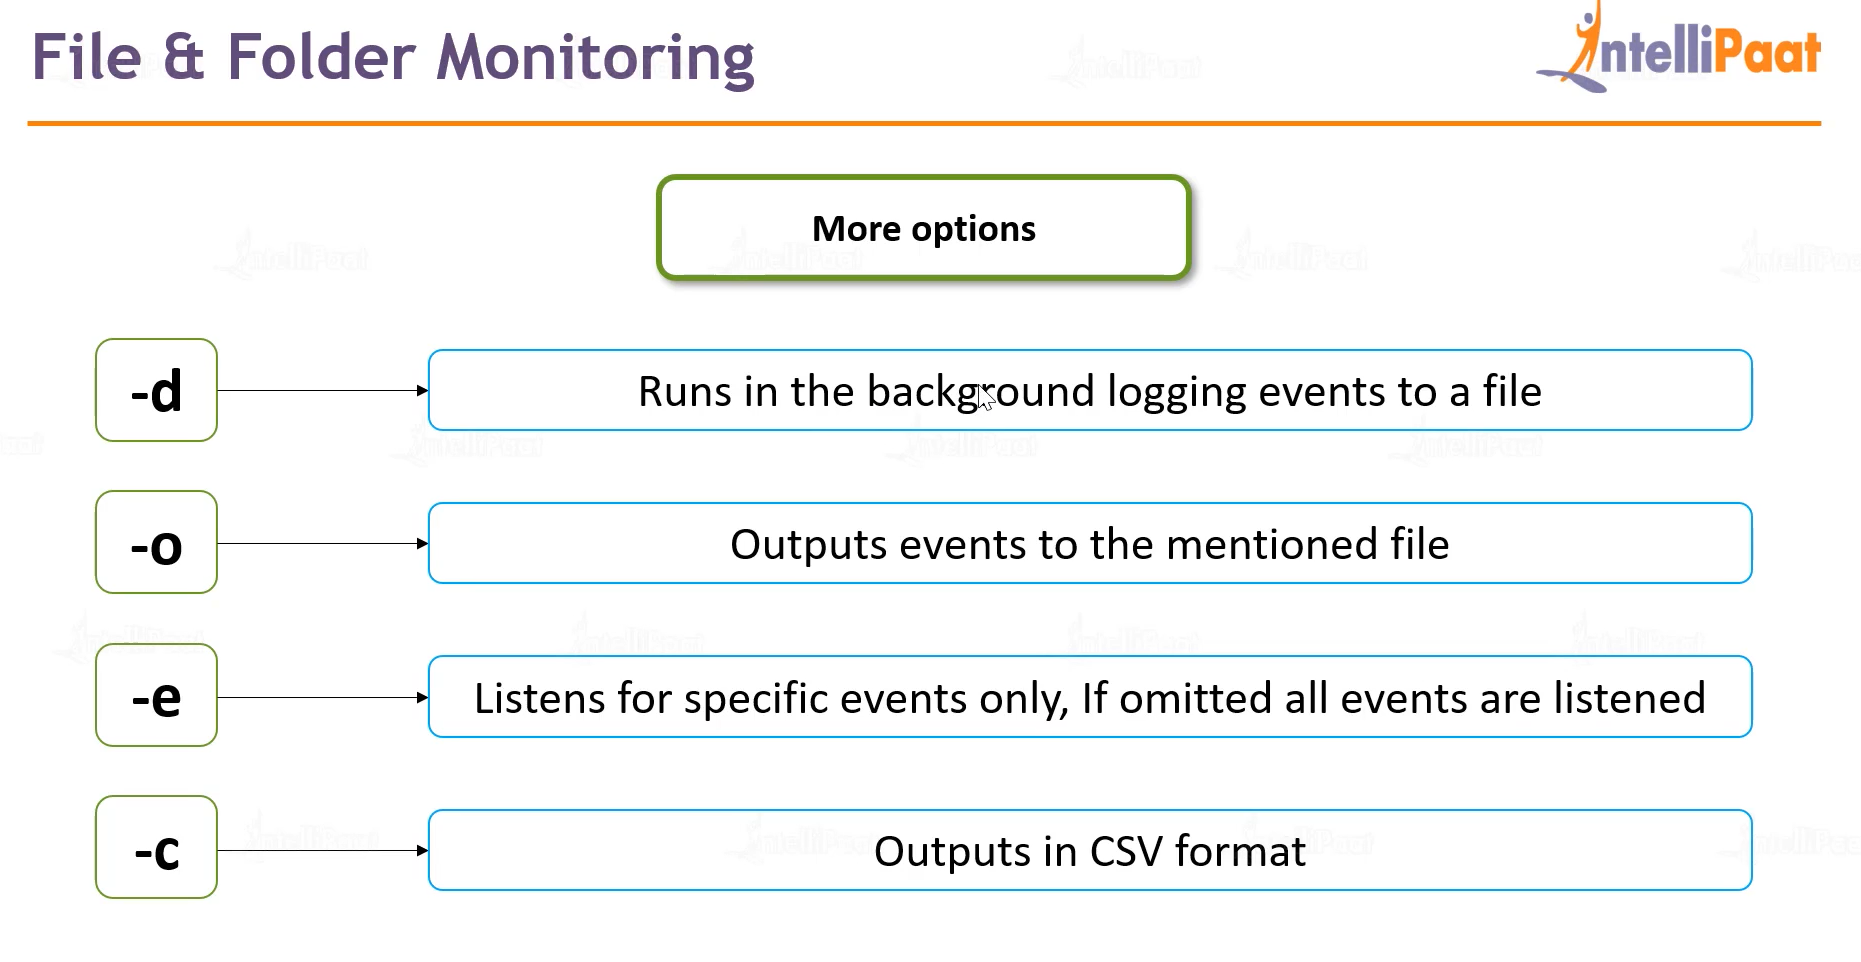 File & Folder Monitoring
IntelliPaat
More options
-d
Runs in the background logging events to a file
-o
Outputs events to the mentioned file
-e
Listens for specific events only, If omitted all events are listened
-c
Outputs in CSV format